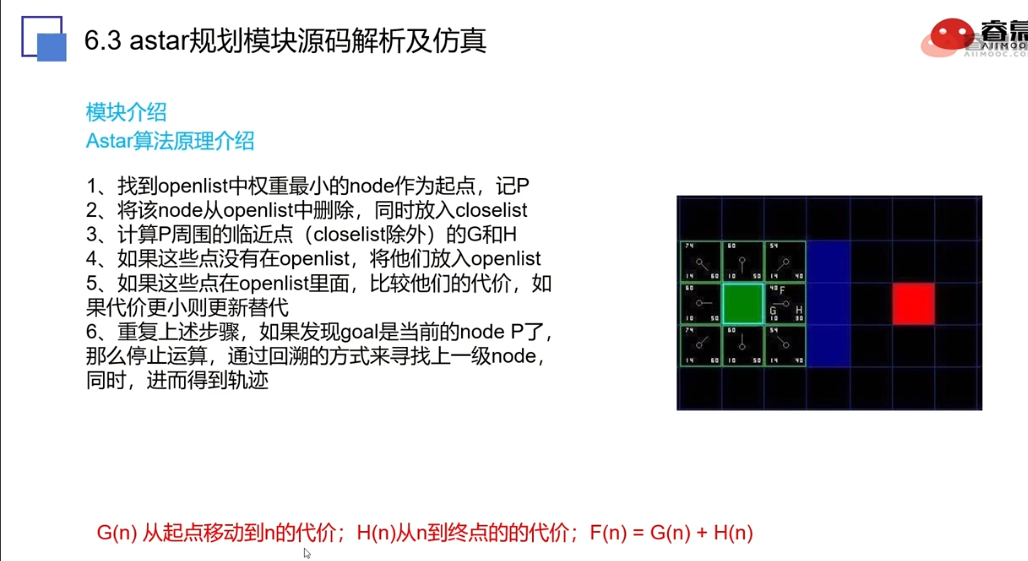 6.3 astar规划模块源码解析及仿真
睿慕
AIIMOOC.CO
模块介绍
Astar算法原理介绍
1、找到openlist中权重最小的node作为起点，记P
2、将该node从openlist中删除，同时放入closelist
3、计算P周围的临近点（closelist除外）的G和H
4、如果这些点没有在openlist，将他们放入openlist
5、如果这些点在openlist里面，比较他们的代价，如
果代价更小则更新替代
6、重复上述步骤，如果发现goal是当前的node P了，
那么停止运算，通过回溯的方式来寻找上一级node，
同时，进而得到轨迹
74 60 54
14 60 10 50 14 40
60 40 F
G H
10 50 10 30
74 60 54
14 60 10 50 14 40
G(n) 从起点移动到n的代价；H(n)从n到终点的的代价；F(n) = G(n) + H(n)